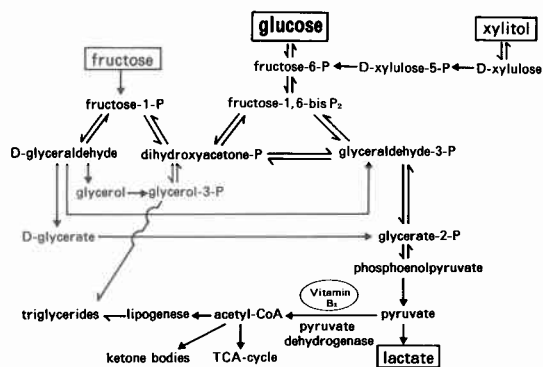 glucose
xylitol
fructose
fructose-6-P
D-xylulose-5-P
D-xylulose
fructose-1-P
fructose-1,6-bis P₂
D-glyceraldehyde
dihydroxyacetone-P
glyceraldehyde-3-P
glycerol
glycerol-3-P
D-glycerate
glycerate-2-P
phosphoenolpyruvate
Vitamin
triglycerides
lipogenese
acetyl-CoA
pyruvate
pyruvate
dehydrogenase
ketone bodies
TCA-cycle
lactate